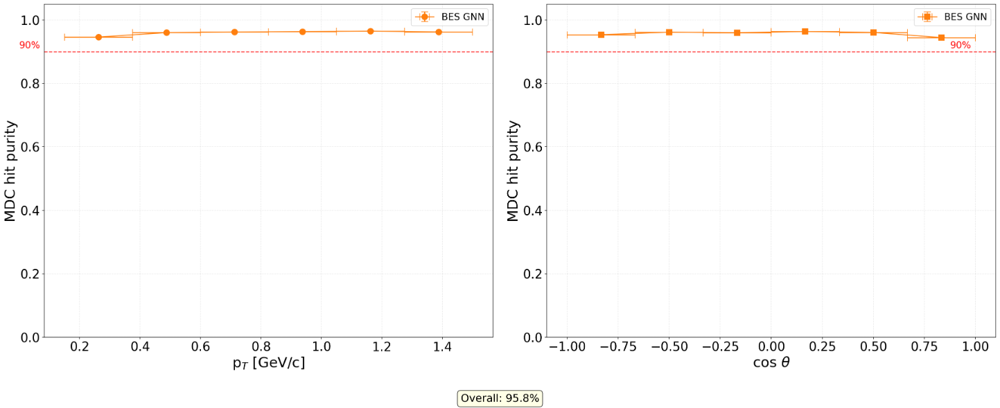 BES GNN
90%
MDC hit purity
1.0
0.8
0.6
0.4
0.2
0.0
0.2 0.4 0.6 0.8 1.0 1.2 1.4
p_T [GeV/c]
BES GNN
90%
MDC hit purity
1.0
0.8
0.6
0.4
0.2
0.0
−1.00 −0.75 −0.50 −0.25 0.00 0.25 0.50 0.75 1.00
cos θ
Overall: 95.8%